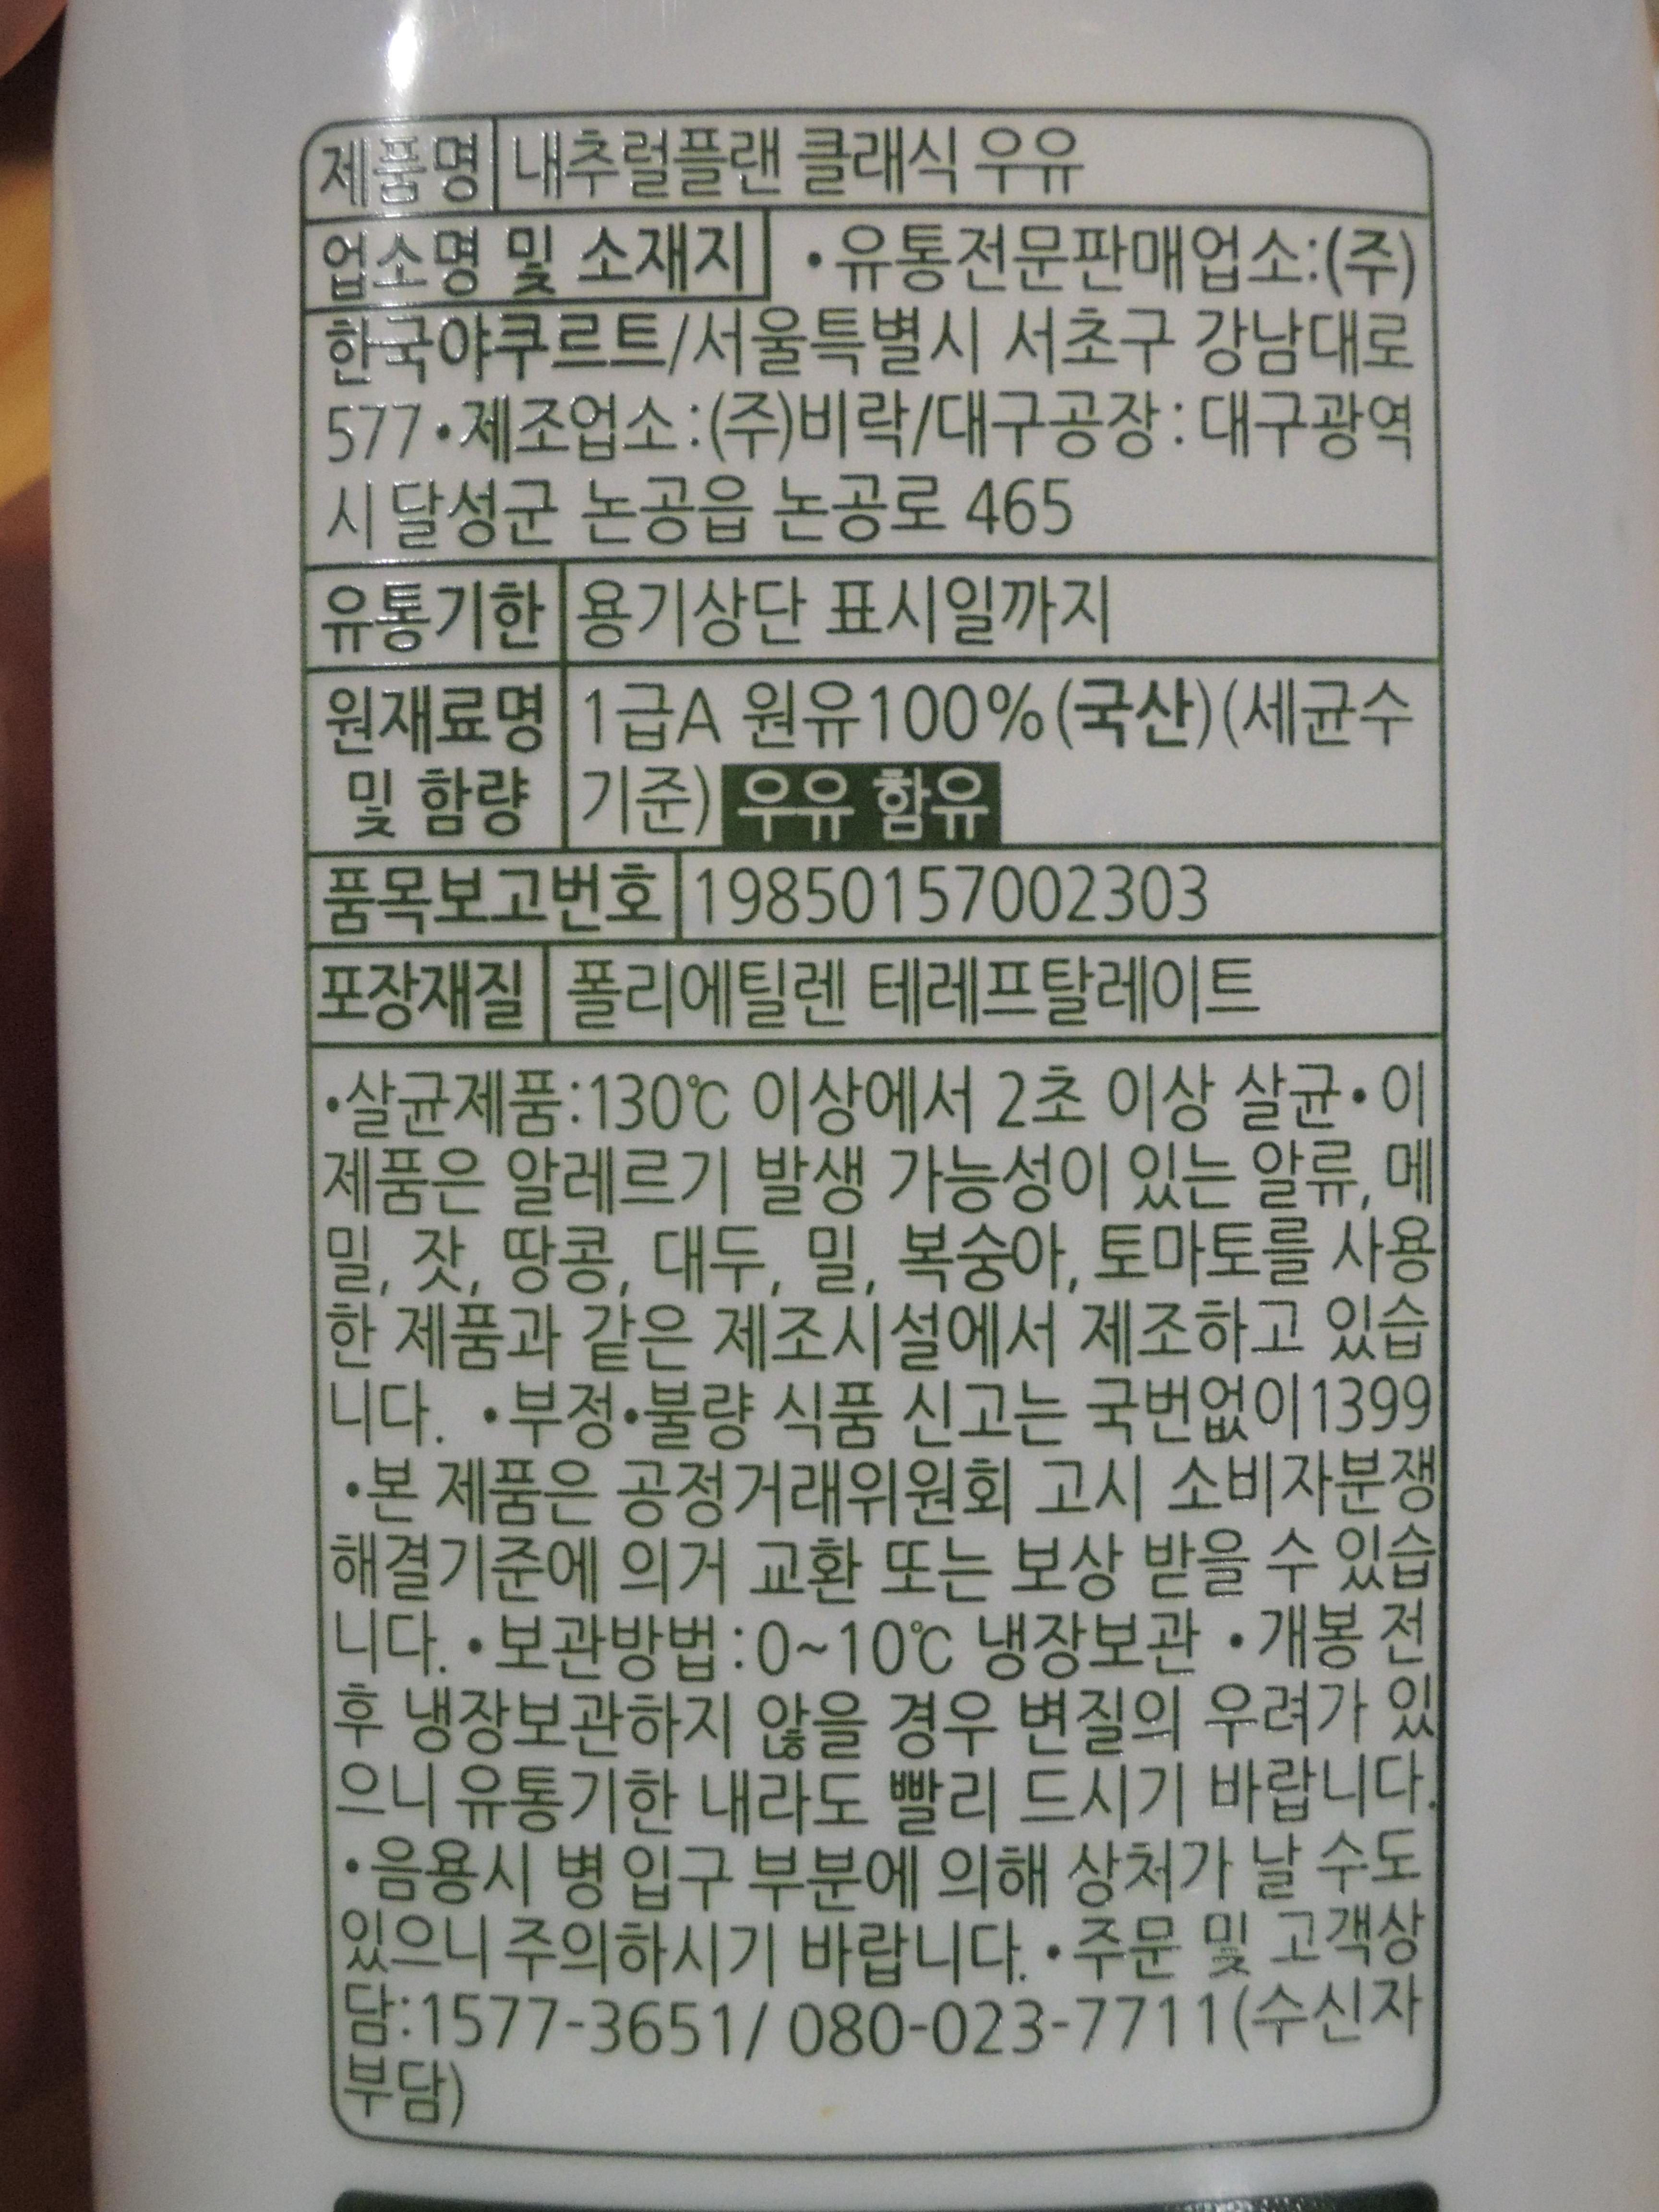 제품명 내추럴플랜 클래식 우유
업소명 및 소재지 •유통전문판매업소:(주)
한국야쿠르트/서울특별시 서초구 강남대로
577•제조업소:(주)비락/대구공장: 대구광역
시 달성군 논공읍 논공로 465
유통기한 용기상단 표시일까지
원재료명 1급A 원유100%(국산)(세균수
및 함량 기준) 우유 함유
품목보고번호 19850157002303
포장재질 폴리에틸렌 테레프탈레이트
•살균제품:130℃ 이상에서 2초 이상 살균•이
제품은 알레르기 발생 가능성이 있는 알류, 메
밀, 잣, 땅콩, 대두, 밀, 복숭아, 토마토를 사용
한 제품과 같은 제조시설에서 제조하고 있습
니다. •부정•불량 식품 신고는 국번없이1399
•본 제품은 공정거래위원회 고시 소비자분쟁
해결기준에 의거 교환 또는 보상 받을 수 있습
니다. •보관방법:0~10℃ 냉장보관 •개봉 전
후 냉장보관하지 않을 경우 변질의 우려가 있
으니 유통기한 내라도 빨리 드시기 바랍니다.
•음용시 병 입구 부분에 의해 상처가 날 수도
있으니 주의하시기 바랍니다. •주문 및 고객상
담:1577-3651/ 080-023-7711(수신자
부담)